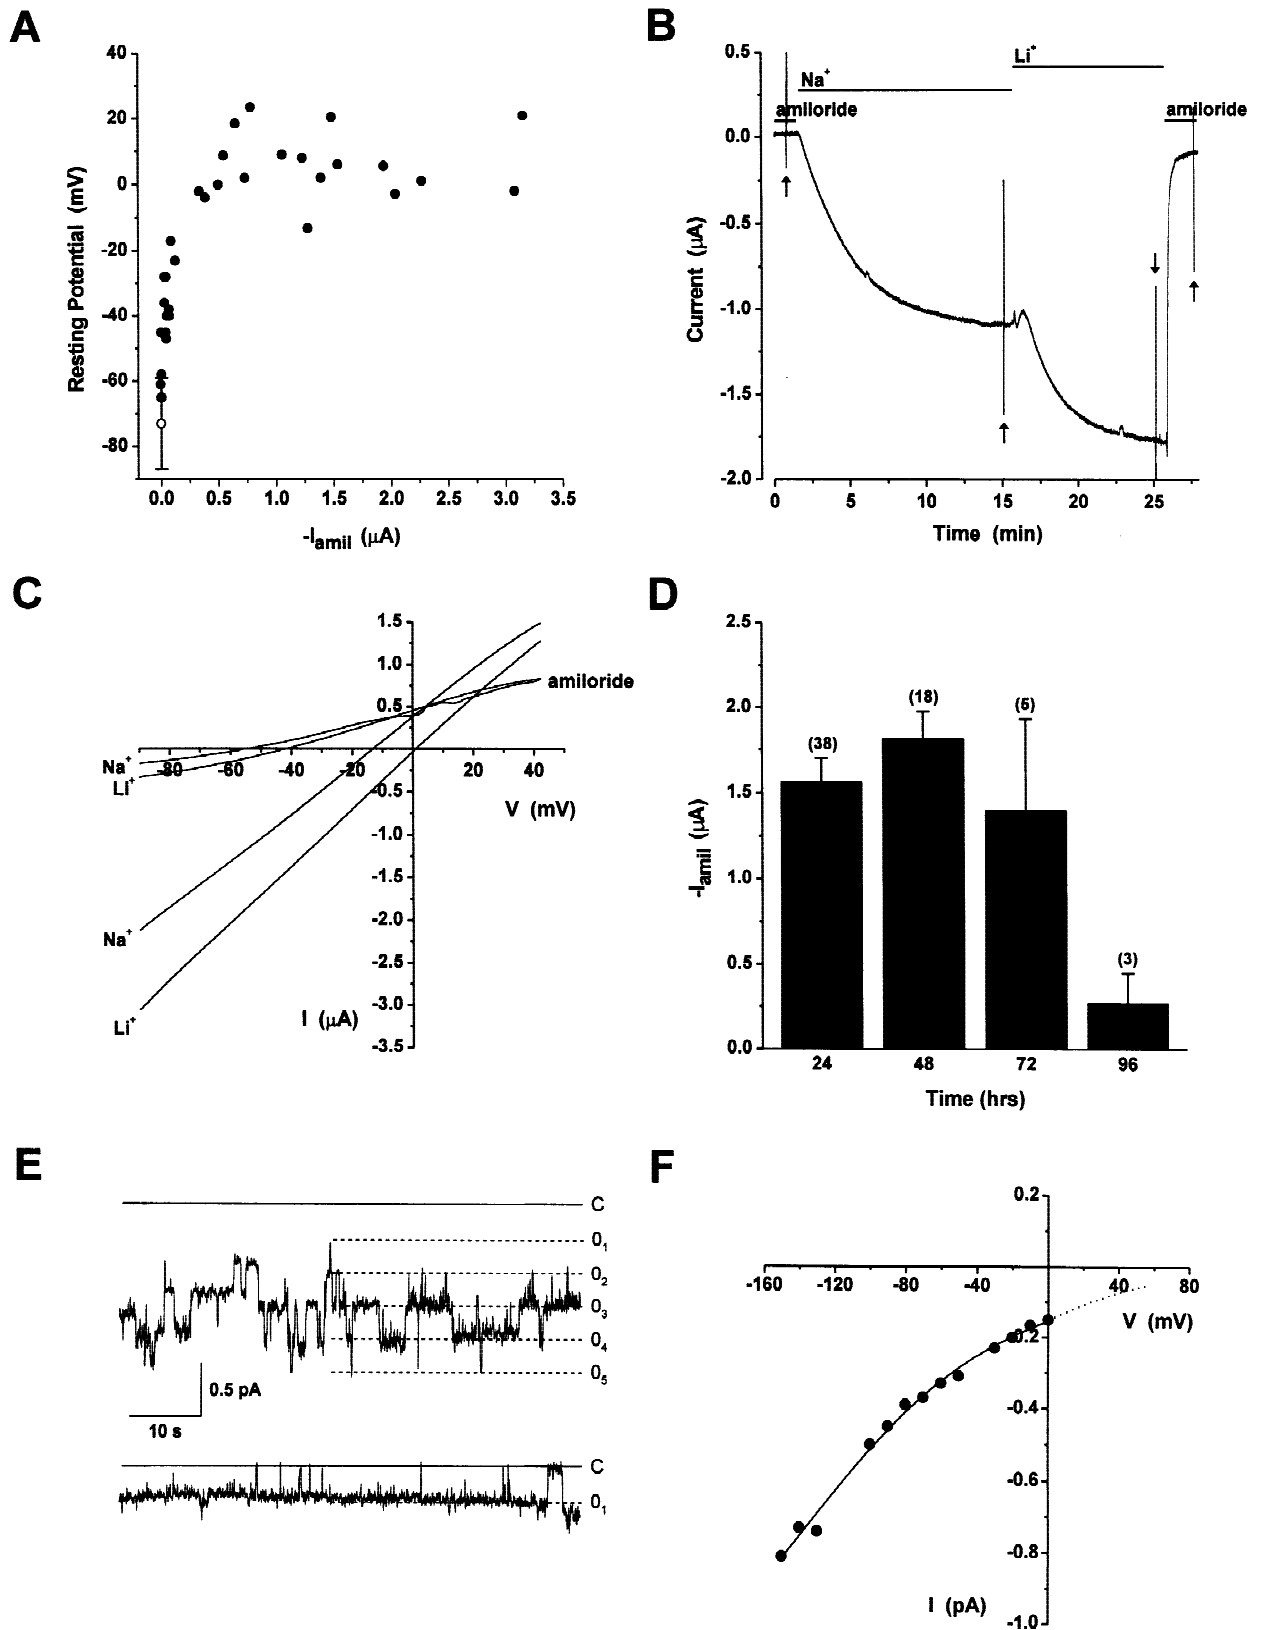 A
40
20
0
-20
-40
-60
-80
Resting Potential (mV)
0.0 0.5 1.0 1.5 2.0 2.5 3.0 3.5
-Iamil (μA)
B
0.5
0.0
-0.5
-1.0
-1.5
-2.0
Current (μA)
Li+
Na+
amiloride
amiloride
0 5 10 15 20 25
Time (min)
C
1.5
1.0
0.5
-0.5
-1.0
-1.5
-2.0
-2.5
-3.0
-3.5
amiloride
Na+
Li+
-80 -60 -40 -20 20 40
V (mV)
Na+
Li+
I (μA)
D
2.5
2.0
1.5
1.0
0.5
0.0
-Iamil (μA)
(38)
(18)
(5)
(3)
24 48 72 96
Time (hrs)
E
C
01
02
03
04
05
0.5 pA
10 s
C
01
F
0.2
-160 -120 -80 -40 40 80
V (mV)
-0.2
-0.4
-0.6
-0.8
-1.0
I (pA)